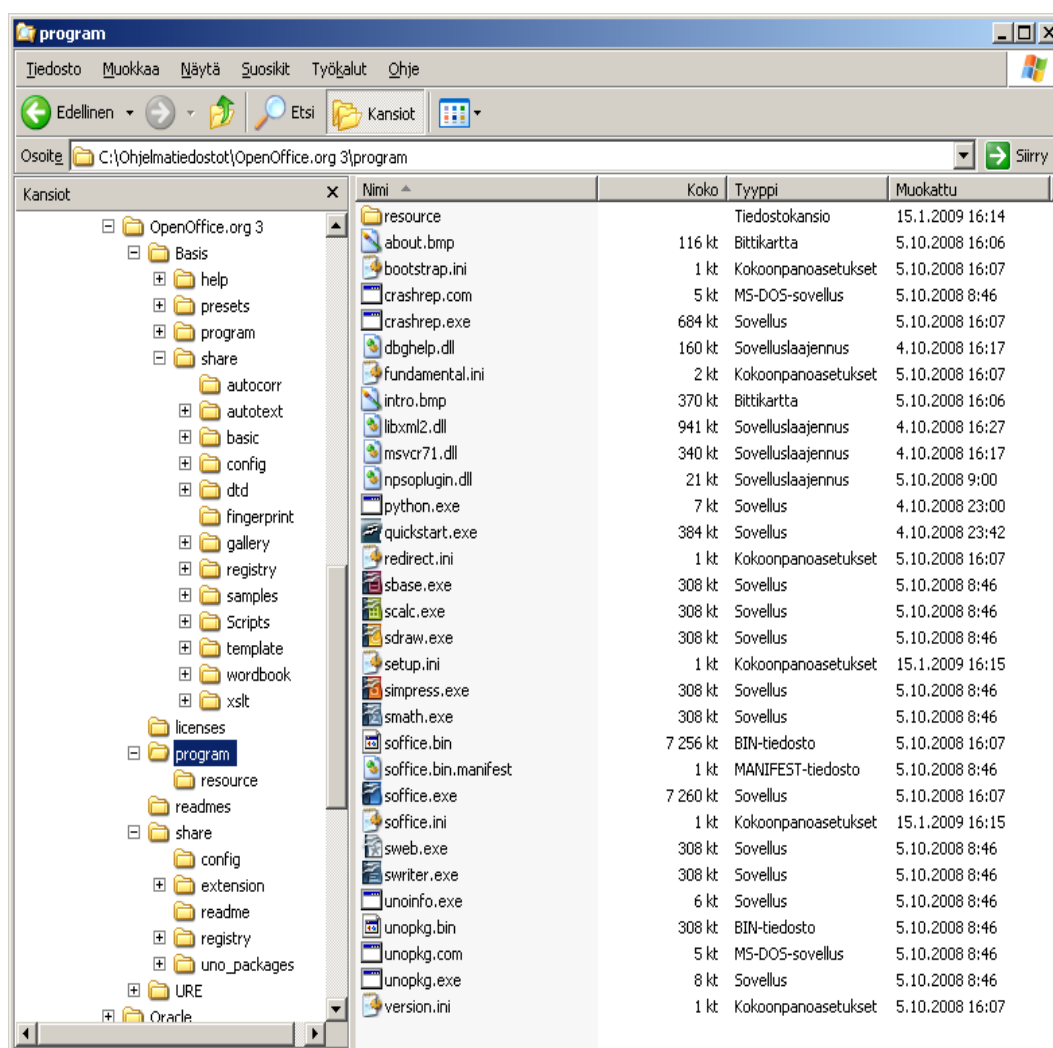 program
Tiedosto Muokkaa Näytä Suosikit Työkalut Ohje
Edellinen Etsi Kansiot
Osoite C:\Ohjelmatiedostot\OpenOffice.org 3\program Siirry
Kansiot
OpenOffice.org 3
Basis
help
presets
program
share
autocorr
autotext
basic
config
dtd
fingerprint
gallery
registry
samples
Scripts
template
wordbook
xslt
licenses
program
resource
readmes
share
config
extension
readme
registry
uno_packages
URE
Oracle
Nimi Koko Tyyppi Muokattu
resource Tiedostokansio 15.1.2009 16:14
about.bmp 116 kt Bittikartta 5.10.2008 16:06
bootstrap.ini 1 kt Kokoonpanoasetukset 5.10.2008 16:07
crashrep.com 5 kt MS-DOS-sovellus 5.10.2008 8:46
crashrep.exe 684 kt Sovellus 5.10.2008 16:07
dbghelp.dll 160 kt Sovelluslaajennus 4.10.2008 16:17
fundamental.ini 2 kt Kokoonpanoasetukset 5.10.2008 16:07
intro.bmp 370 kt Bittikartta 5.10.2008 16:06
libxml2.dll 941 kt Sovelluslaajennus 4.10.2008 16:27
msvcr71.dll 340 kt Sovelluslaajennus 4.10.2008 16:17
npsoplugin.dll 21 kt Sovelluslaajennus 5.10.2008 9:00
python.exe 7 kt Sovellus 4.10.2008 23:00
quickstart.exe 384 kt Sovellus 4.10.2008 23:42
redirect.ini 1 kt Kokoonpanoasetukset 5.10.2008 16:07
sbase.exe 308 kt Sovellus 5.10.2008 8:46
scalc.exe 308 kt Sovellus 5.10.2008 8:46
sdraw.exe 308 kt Sovellus 5.10.2008 8:46
setup.ini 1 kt Kokoonpanoasetukset 15.1.2009 16:15
simpress.exe 308 kt Sovellus 5.10.2008 8:46
smath.exe 308 kt Sovellus 5.10.2008 8:46
soffice.bin 7 256 kt BIN-tiedosto 5.10.2008 16:07
soffice.bin.manifest 1 kt MANIFEST-tiedosto 5.10.2008 8:46
soffice.exe 7 260 kt Sovellus 5.10.2008 16:07
soffice.ini 1 kt Kokoonpanoasetukset 15.1.2009 16:15
sweb.exe 308 kt Sovellus 5.10.2008 8:46
swriter.exe 308 kt Sovellus 5.10.2008 8:46
unoinfo.exe 6 kt Sovellus 5.10.2008 8:46
unopkg.bin 308 kt BIN-tiedosto 5.10.2008 8:46
unopkg.com 5 kt MS-DOS-sovellus 5.10.2008 8:46
unopkg.exe 8 kt Sovellus 5.10.2008 8:46
version.ini 1 kt Kokoonpanoasetukset 5.10.2008 16:07